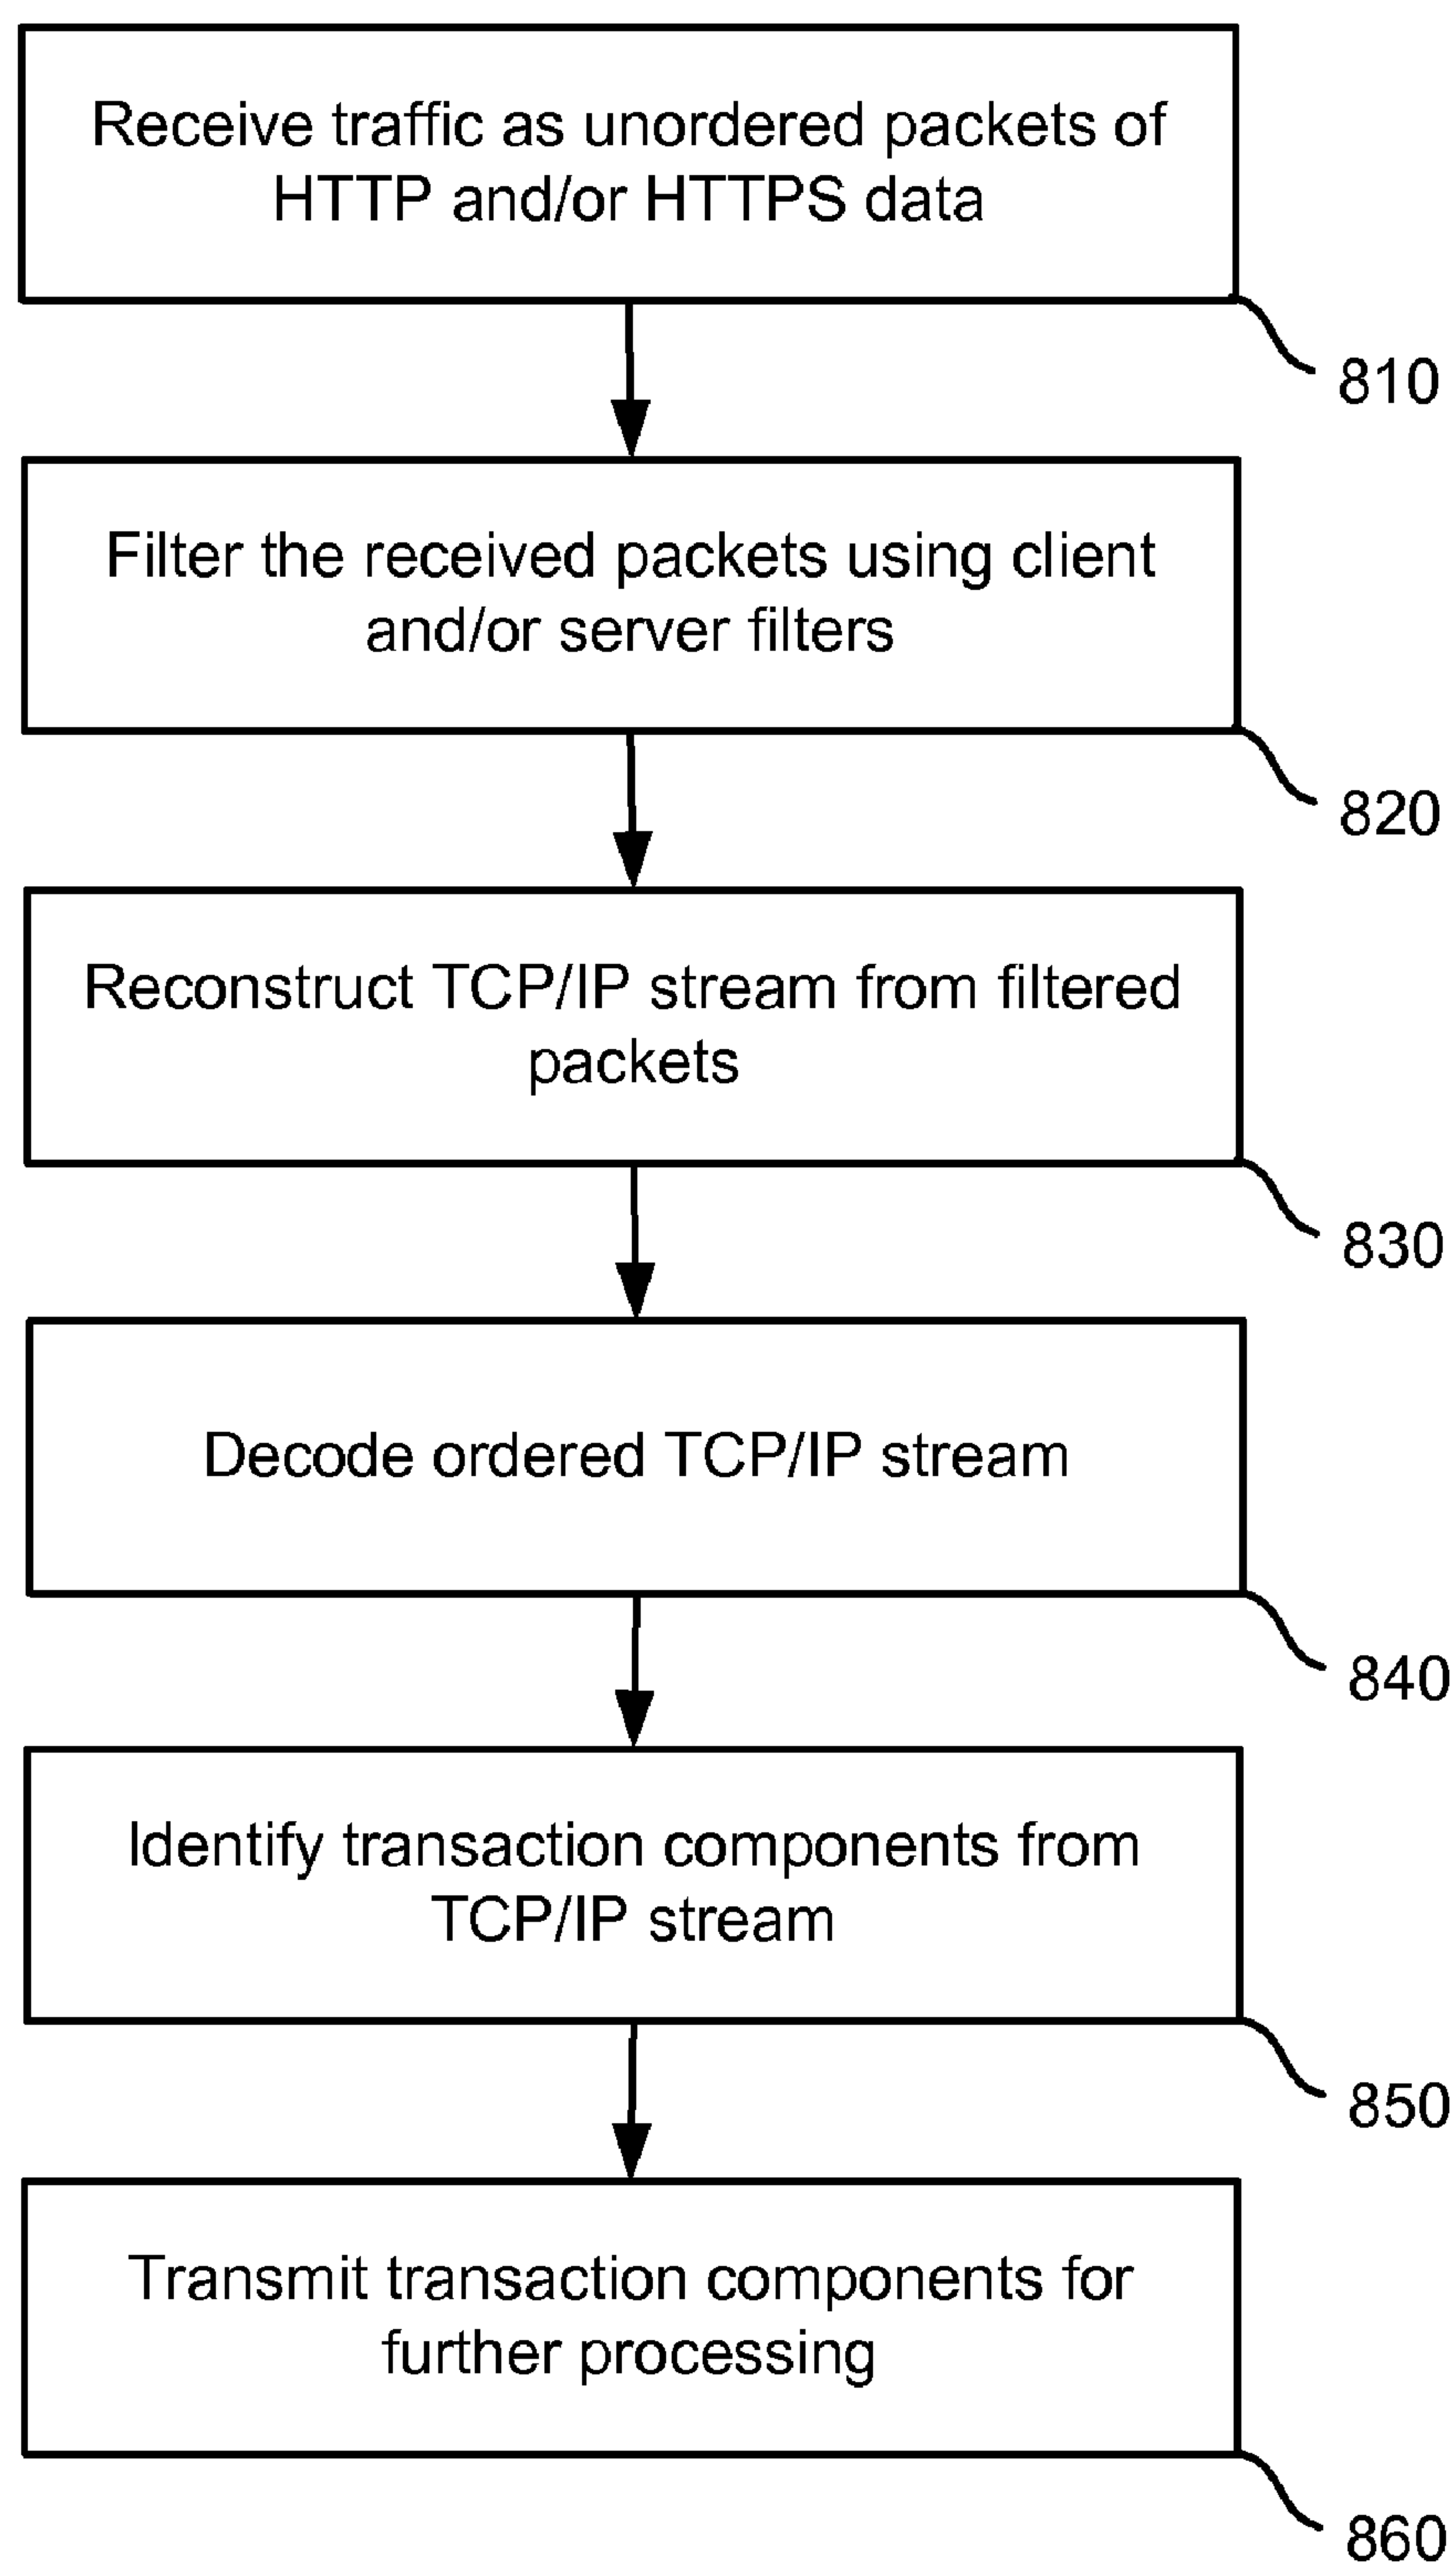 Receive traffic as unordered packets of
HTTP and/or HTTPS data
810
Filter the received packets using client
and/or server filters
820
Reconstruct TCP/IP stream from filtered
packets
830
Decode ordered TCP/IP stream
840
Identify transaction components from
TCP/IP stream
850
Transmit transaction components for
further processing
860